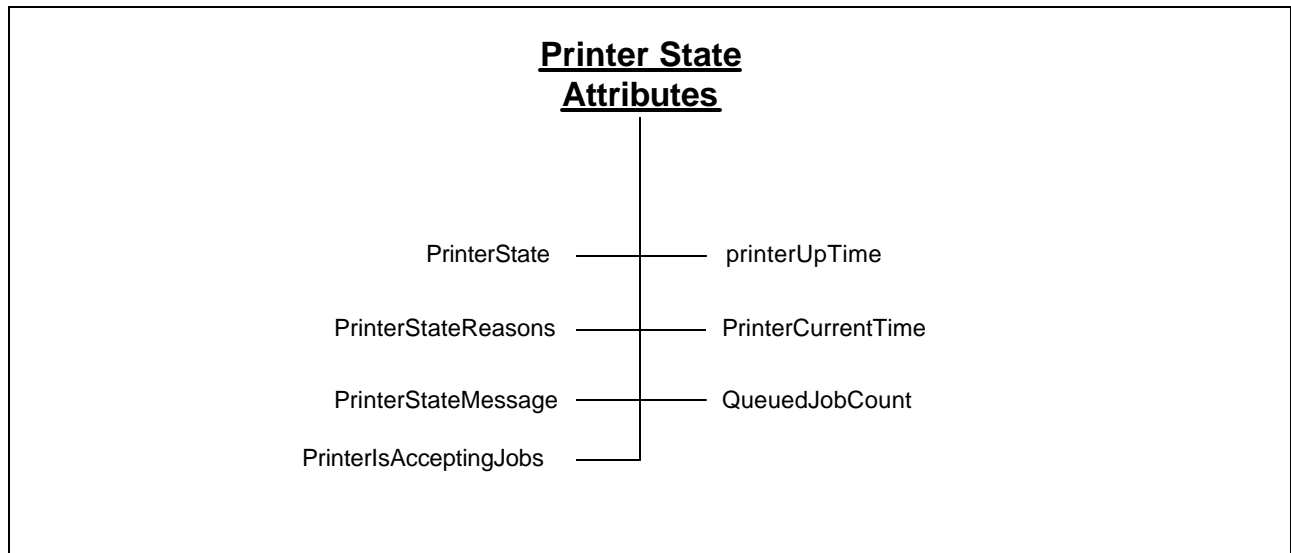 Printer State
Attributes
PrinterState
printerUpTime
PrinterStateReasons
PrinterCurrentTime
PrinterStateMessage
QueuedJobCount
PrinterIsAcceptingJobs